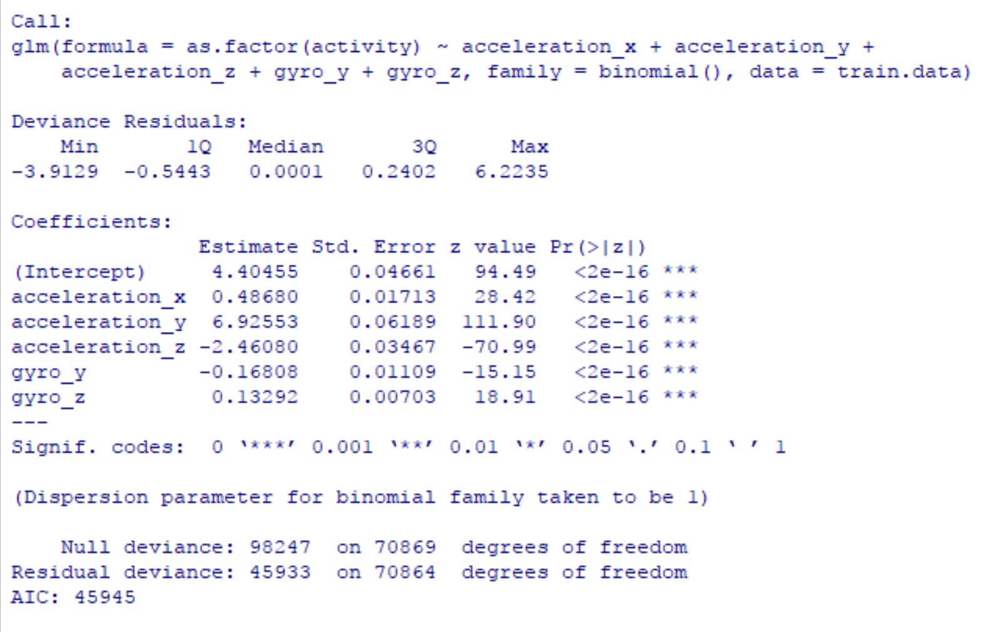 Call:
glm(formula = as.factor(activity) ~ acceleration_x + acceleration_y +
    acceleration_z + gyro_y + gyro_z, family = binomial(), data = train.data)

Deviance Residuals:
    Min       1Q   Median       3Q      Max
-3.9129  -0.5443   0.0001   0.2402   6.2235

Coefficients:
               Estimate Std. Error z value Pr(>|z|)
(Intercept)     4.40455    0.04661   94.49   <2e-16 ***
acceleration_x  0.48680    0.01713   28.42   <2e-16 ***
acceleration_y  6.92553    0.06189  111.90   <2e-16 ***
acceleration_z -2.46080    0.03467  -70.99   <2e-16 ***
gyro_y         -0.16808    0.01109  -15.15   <2e-16 ***
gyro_z          0.13292    0.00703   18.91   <2e-16 ***
---
Signif. codes:  0 ‘***’ 0.001 ‘**’ 0.01 ‘*’ 0.05 ‘.’ 0.1 ‘ ’ 1

(Dispersion parameter for binomial family taken to be 1)

    Null deviance: 98247  on 70869  degrees of freedom
Residual deviance: 45933  on 70864  degrees of freedom
AIC: 45945